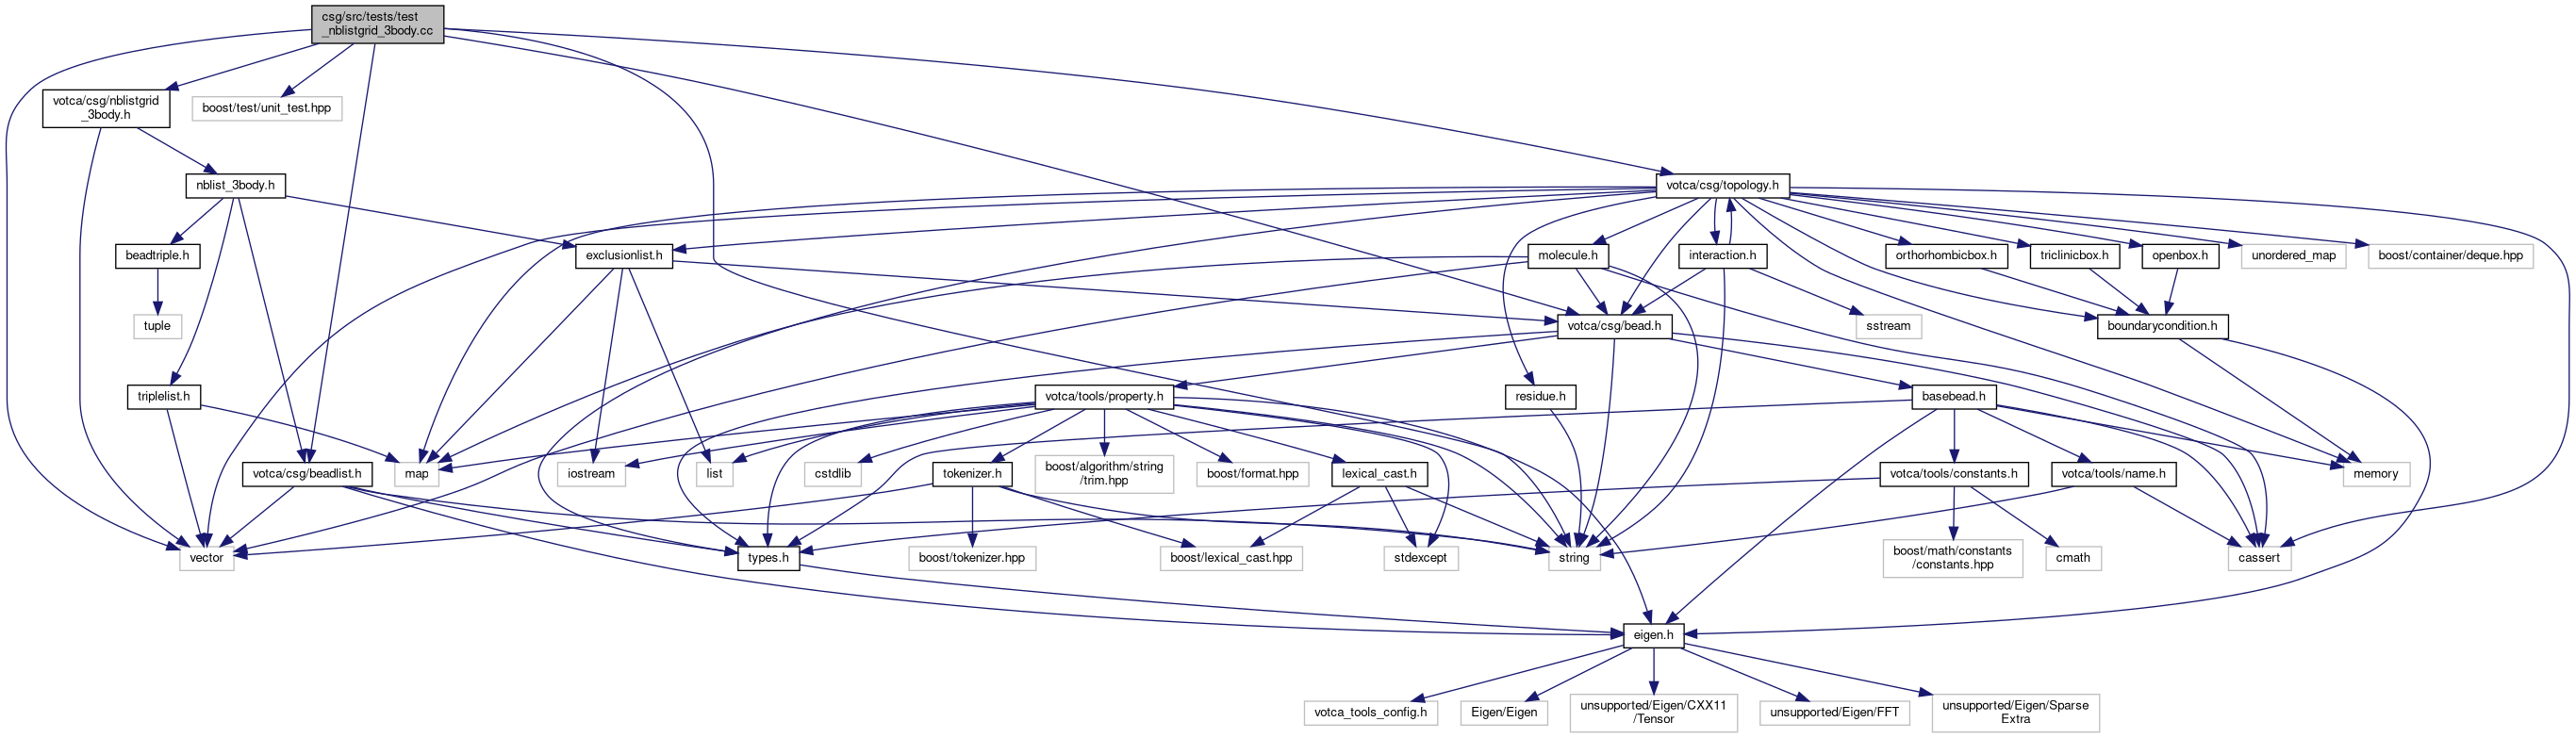 csg/src/tests/test
_nblistgrid_3body.cc
votca/csg/nblistgrid
_3body.h
boost/test/unit_test.hpp
nblist_3body.h
votca/csg/topology.h
beadtriple.h
exclusionlist.h
molecule.h
interaction.h
orthorhombicbox.h
triclinicbox.h
openbox.h
unordered_map
boost/container/deque.hpp
tuple
votca/csg/bead.h
sstream
boundarycondition.h
triplelist.h
votca/tools/property.h
residue.h
basebead.h
votca/csg/beadlist.h
map
iostream
list
cstdlib
tokenizer.h
boost/algorithm/string
/trim.hpp
boost/format.hpp
lexical_cast.h
votca/tools/constants.h
votca/tools/name.h
memory
vector
types.h
boost/tokenizer.hpp
boost/lexical_cast.hpp
stdexcept
string
boost/math/constants
/constants.hpp
cmath
cassert
eigen.h
votca_tools_config.h
Eigen/Eigen
unsupported/Eigen/CXX11
/Tensor
unsupported/Eigen/FFT
unsupported/Eigen/Sparse
Extra